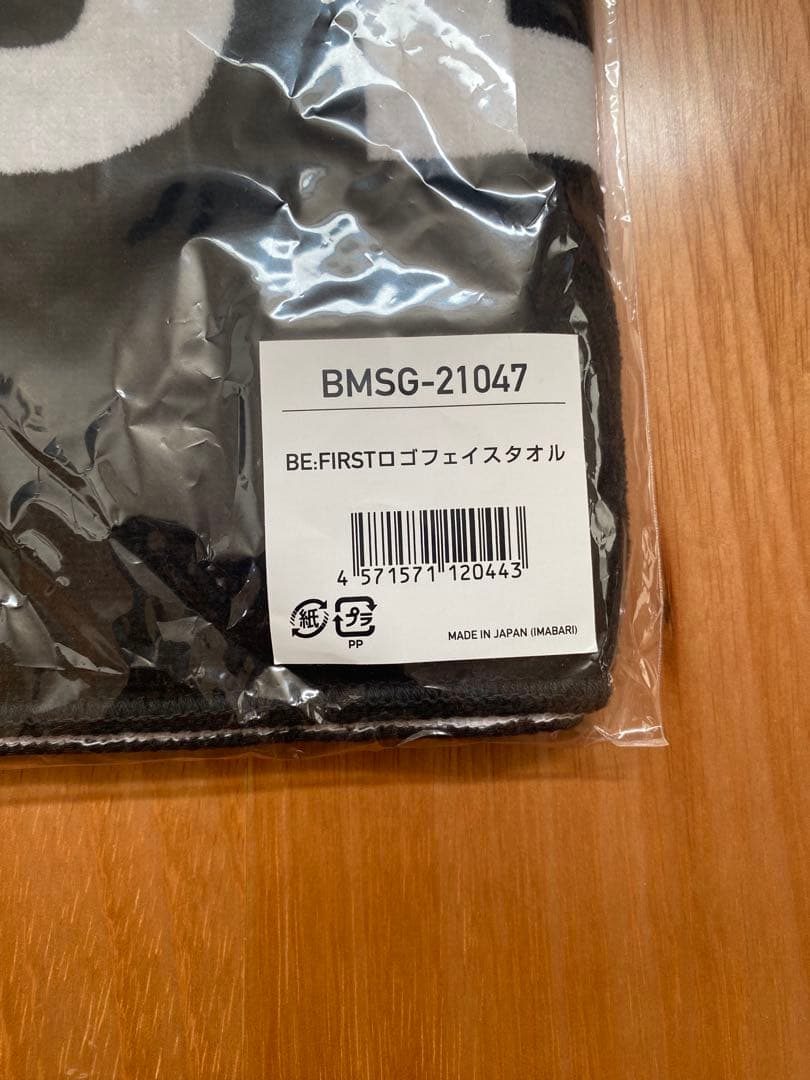 BMSG-21047
BE:FIRSTロゴフェイスタオル
4 571571 120443
紙 プラ
PP
MADE IN JAPAN (IMABARI)